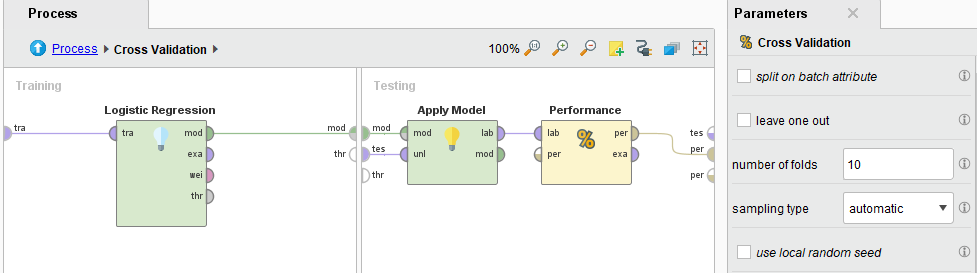 Process
Process Cross Validation
100%
Training
Logistic Regression
tra
tra
mod
exa
wei
thr
mod
thr
Testing
Apply Model
mod
tes
thr
mod
unl
lab
mod
Performance
lab
per
per
exa
tes
per
per
Parameters
Cross Validation
split on batch attribute
leave one out
number of folds 10
sampling type automatic
use local random seed